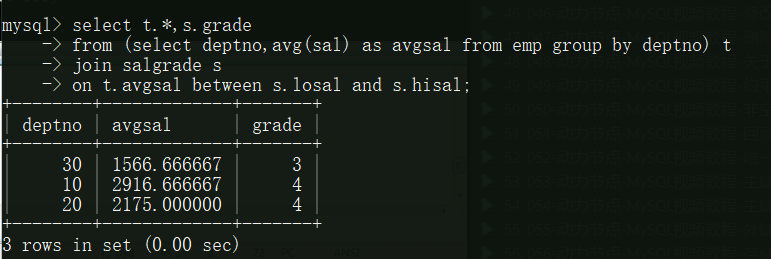 mysql> select t.*,s.grade
-> from (select deptno,avg(sal) as avgsal from emp group by deptno) t
-> join salgrade s
-> on t.avgsal between s.losal and s.hisal;
+--------+-------------+-------+
| deptno | avgsal | grade |
+--------+-------------+-------+
| 30 | 1566.666667 | 3 |
| 10 | 2916.666667 | 4 |
| 20 | 2175.000000 | 4 |
+--------+-------------+-------+
3 rows in set (0.00 sec)